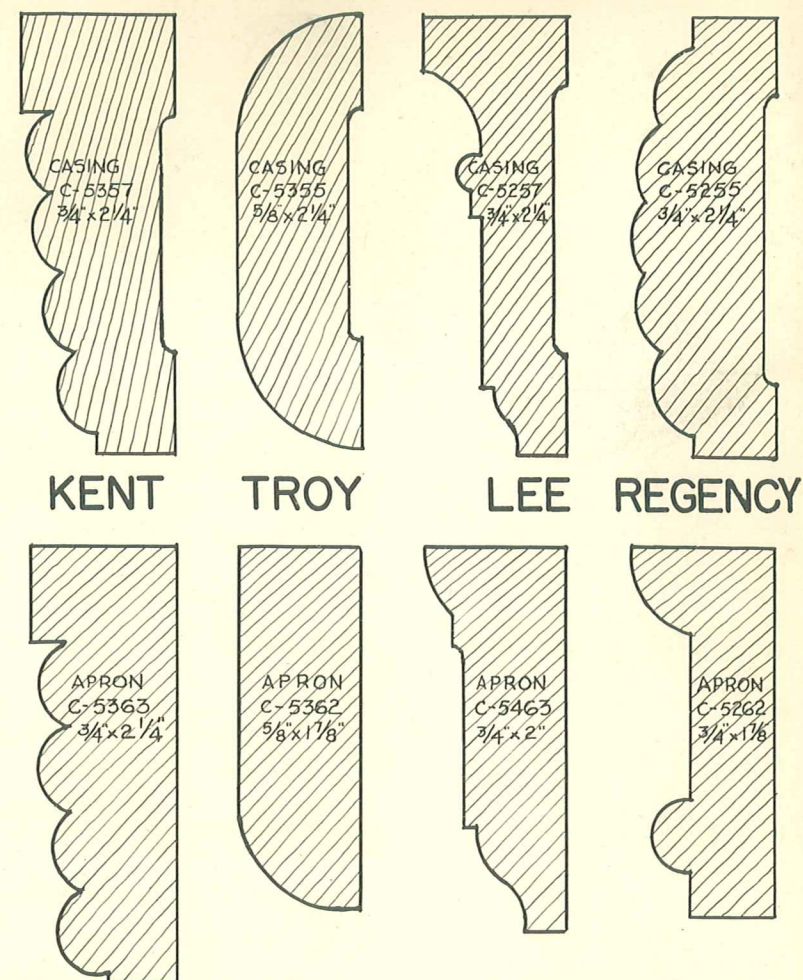 CASING
C-5357
3/4"x2 1/4"
CASING
C-5355
5/8"x2 1/4"
CASING
C-5257
3/4"x2 1/4"
CASING
C-5255
3/4"x2 1/4"
KENT
TROY
LEE
REGENCY
APRON
C-5363
3/4"x2 1/4"
APRON
C-5362
5/8"x1 7/8"
APRON
C-5463
3/4"x2"
APRON
C-5262
3/4"x1 7/8